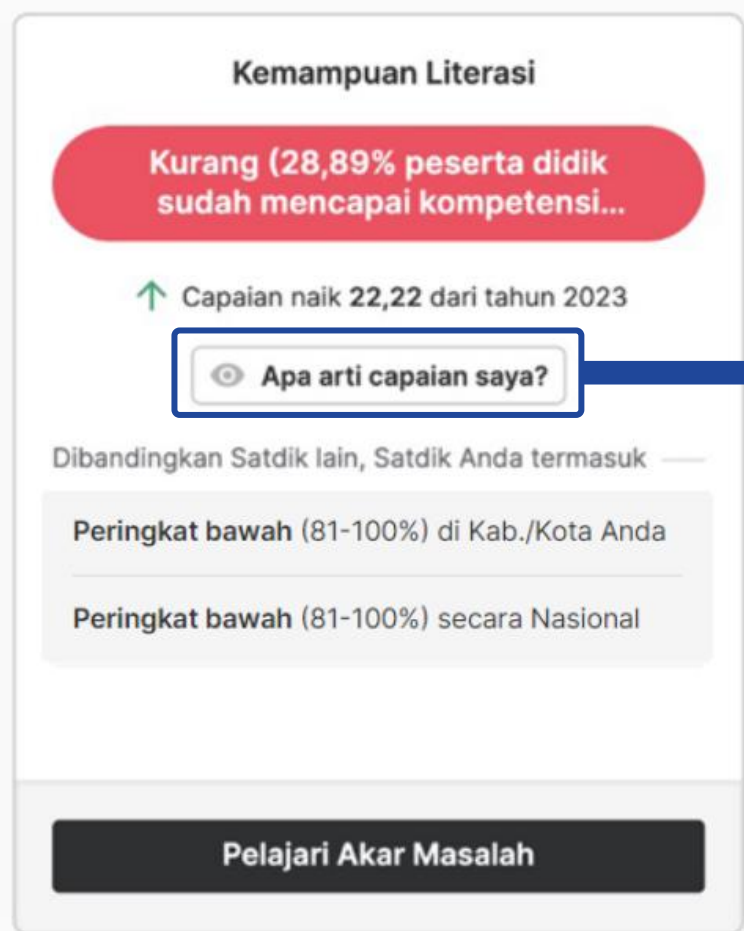 Kemampuan Literasi
Kurang (28,89% peserta didik
sudah mencapai kompetensi...
Capaian naik 22,22 dari tahun 2023
Apa arti capaian saya?
Dibandingkan Satdik lain, Satdik Anda termasuk
Peringkat bawah (81-100%) di Kab./Kota Anda
Peringkat bawah (81-100%) secara Nasional
Pelajari Akar Masalah